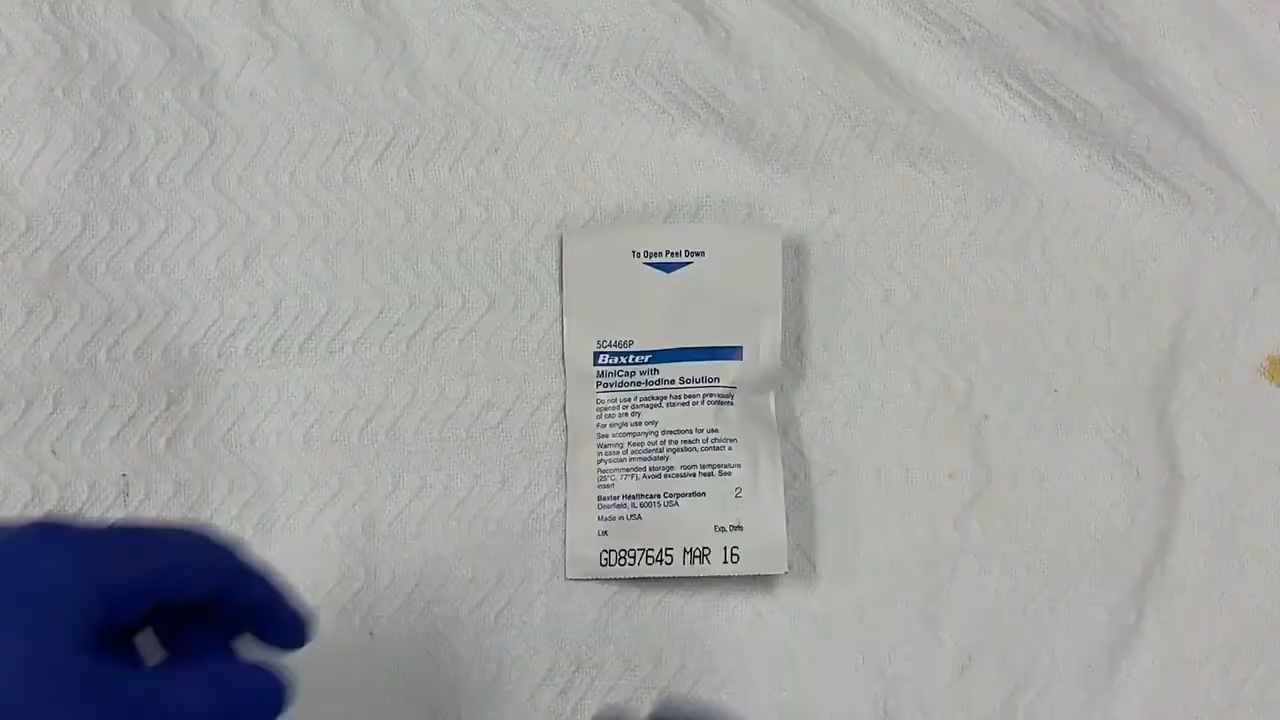 To Open Peel Down
5C4466P
Baxter
MiniCap with
Povidone-Iodine Solution
Do not use if package has been previously
opened or damaged, stained or if contents
of cap are dry
For single use only
See accompanying directions for use
Warning: Keep out of the reach of children.
In case of accidental ingestion, contact a
physician immediately
Recommended storage: room temperature
(25°C, 77°F). Avoid excessive heat. See
insert
Baxter Healthcare Corporation 2
Deerfield, IL 60015 USA
Made in USA
Lot Exp. Date
GD897645 MAR 16